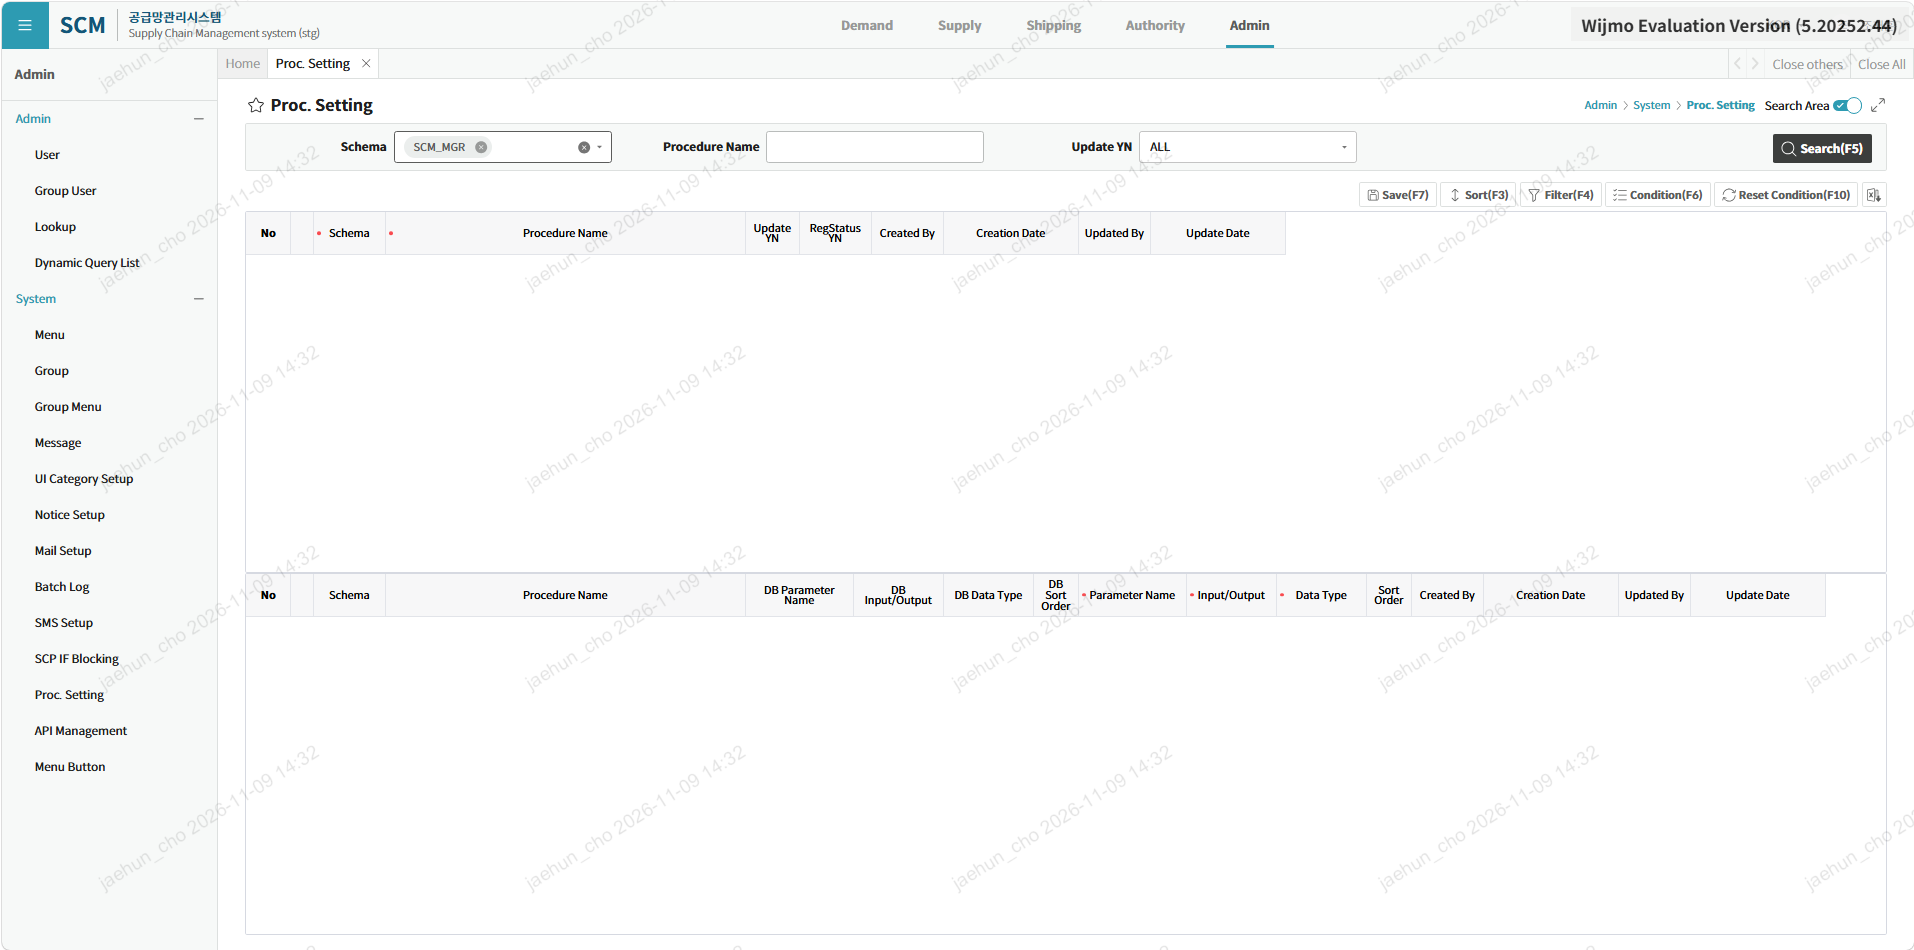 SCM
공급망관리시스템
Supply Chain Management system (stg)
Demand
Supply
Shipping
Authority
Admin
Wijmo Evaluation Version (5.20252.44)
Admin
Home
Proc. Setting
Close others
Close All
Admin
User
Group User
Lookup
Dynamic Query List
System
Menu
Group
Group Menu
Message
UI Category Setup
Notice Setup
Mail Setup
Batch Log
SMS Setup
SCP IF Blocking
Proc. Setting
API Management
Menu Button
Proc. Setting
Admin > System > Proc. Setting
Search Area
Schema
SCM_MGR
Procedure Name
Update YN
ALL
Search(F5)
Save(F7)
Sort(F3)
Filter(F4)
Condition(F6)
Reset Condition(F10)
No
Schema
Procedure Name
Update
YN
RegStatus
YN
Created By
Creation Date
Updated By
Update Date
No
Schema
Procedure Name
DB Parameter
Name
DB
Input/Output
DB Data Type
DB
Sort
Order
Parameter Name
Input/Output
Data Type
Sort
Order
Created By
Creation Date
Updated By
Update Date
jaehun_cho 2026-11-09 14:32